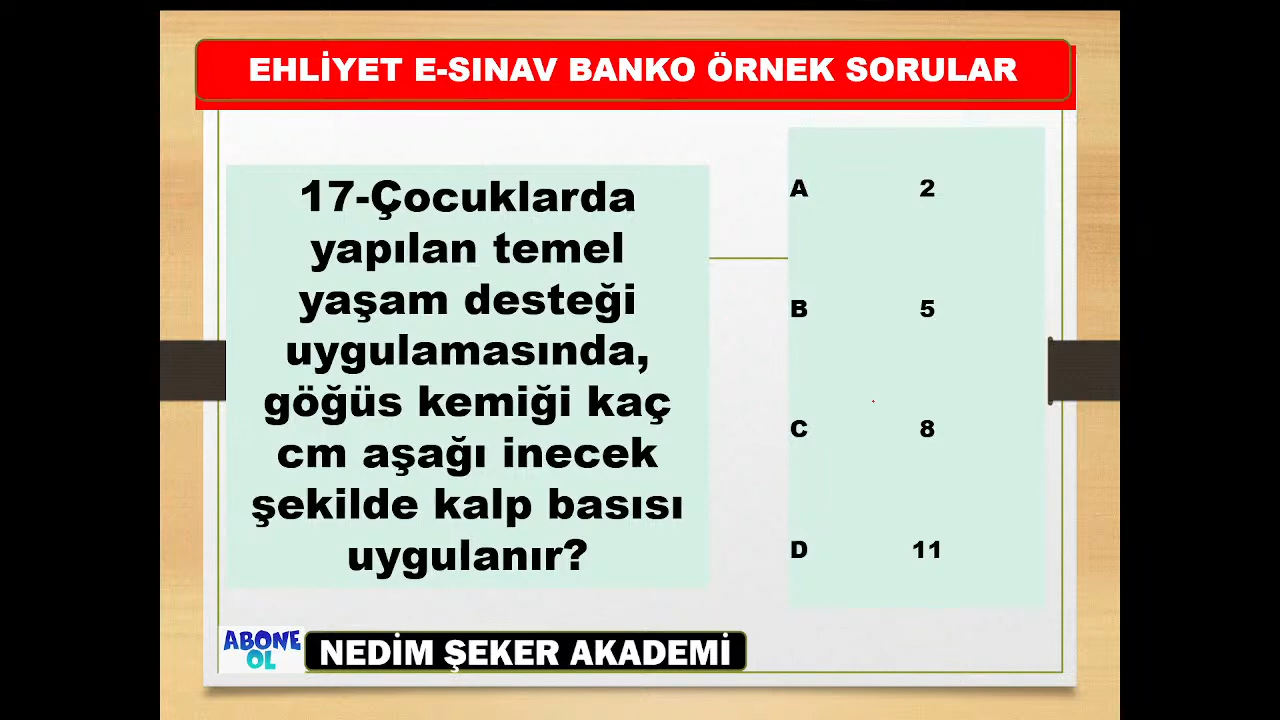 EHLİYET E-SINAV BANKO ÖRNEK SORULAR
17-Çocuklarda
yapılan temel
yaşam desteği
uygulamasında,
göğüs kemiği kaç
cm aşağı inecek
şekilde kalp basısı
uygulanır?
A 2
B 5
C 8
D 11
ABONE
OL
NEDİM ŞEKER AKADEMİ